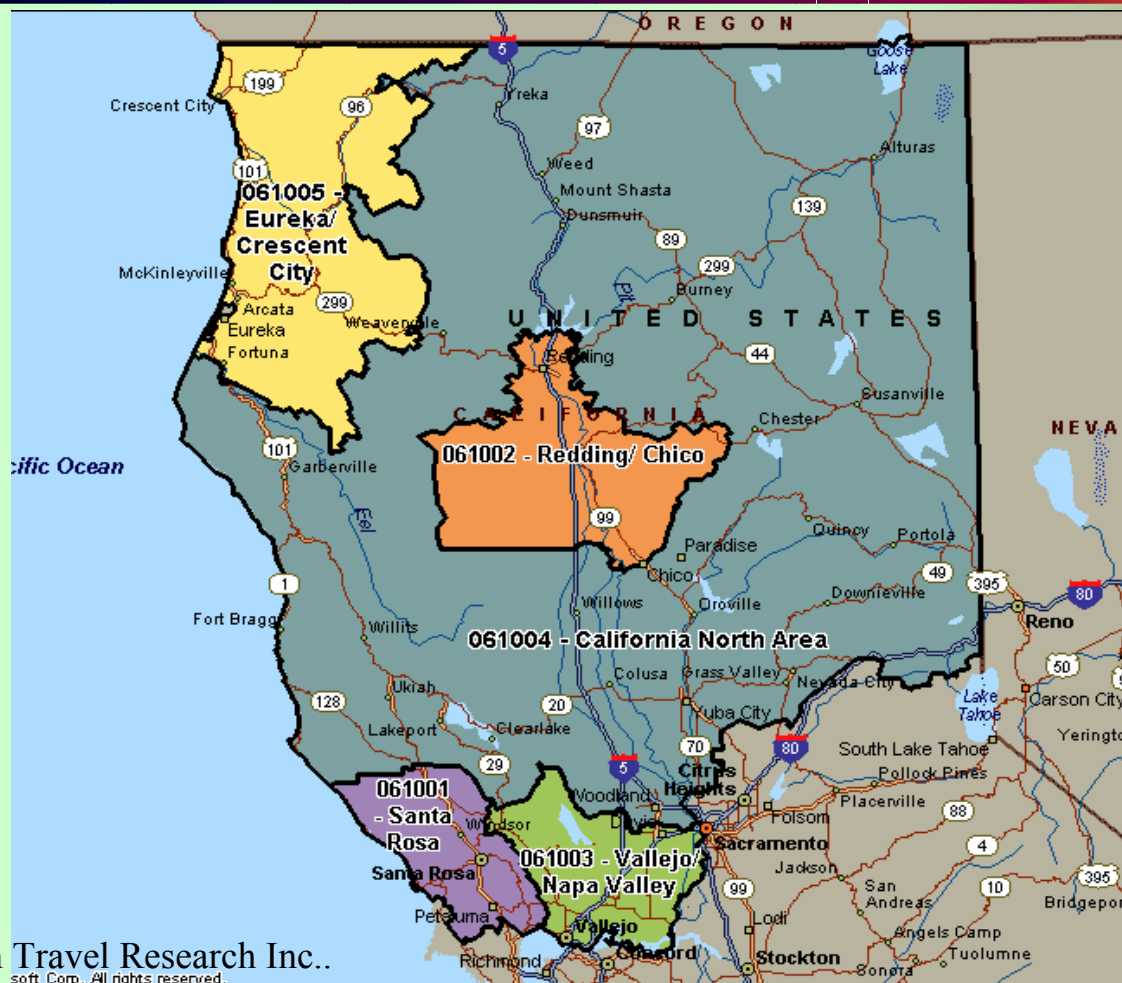 OREGON
5
Goose
Lake
199
Crescent City
96
Yreka
97
Alturas
101
Weed
061005 -
Eureka/
Crescent
City
Mount Shasta
139
Dunsmuir
89
McKinleyville
299
Pit
Burney
299
Arcata
Eureka
Weaverville
UNITED STATES
Fortuna
Redding
44
Susanville
CALIFORNIA
Chester
NEVA
101
061002 - Redding/ Chico
cific Ocean
Garberville
Eel
99
Quincy
Portola
Paradise
Chico
49
395
1
80
Willows
Oroville
Downieville
Fort Bragg
Willits
Reno
061004 - California North Area
50
Colusa
Grass Valley
Nevada City
Ukiah
128
20
Yuba City
Lake
Tahoe
Carson City
Lakeport
Clearlake
70
80
South Lake Tahoe
Yeringto
29
5
Citrus
Heights
Pollock Pines
061001
- Santa
Rosa
Woodland
Placerville
Windsor
Davis
Folsom
88
Sacramento
Santa Rosa
061003 - Vallejo/
Napa Valley
4
Jackson
99
San
Andreas
10
395
Petaluma
Lodi
Bridgepor
Vallejo
Angels Camp
Travel Research Inc..
Richmond
Concord
Stockton
Sonora
Tuolumne
soft Corp. All rights reserved.